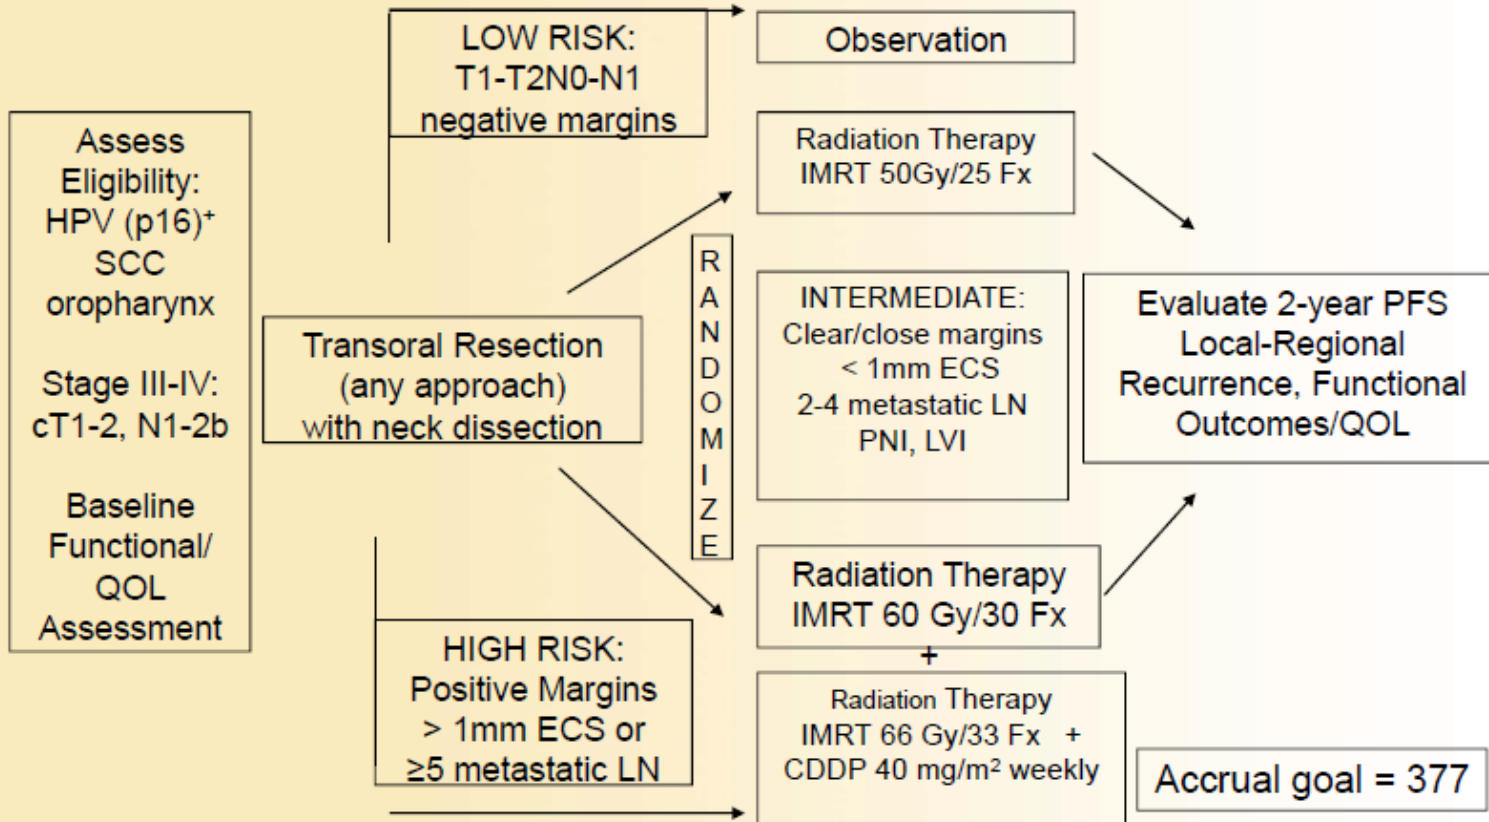 Assess
Eligibility:
HPV (p16)⁺
SCC
oropharynx
Stage III-IV:
cT1-2, N1-2b
Baseline
Functional/
QOL
Assessment
Transoral Resection
(any approach)
with neck dissection
LOW RISK:
T1-T2N0-N1
negative margins
HIGH RISK:
Positive Margins
> 1mm ECS or
≥5 metastatic LN
R
A
N
D
O
M
I
Z
E
Observation
Radiation Therapy
IMRT 50Gy/25 Fx
INTERMEDIATE:
Clear/close margins
< 1mm ECS
2-4 metastatic LN
PNI, LVI
Radiation Therapy
IMRT 60 Gy/30 Fx
+
Radiation Therapy
IMRT 66 Gy/33 Fx +
CDDP 40 mg/m² weekly
Evaluate 2-year PFS
Local-Regional
Recurrence, Functional
Outcomes/QOL
Accrual goal = 377